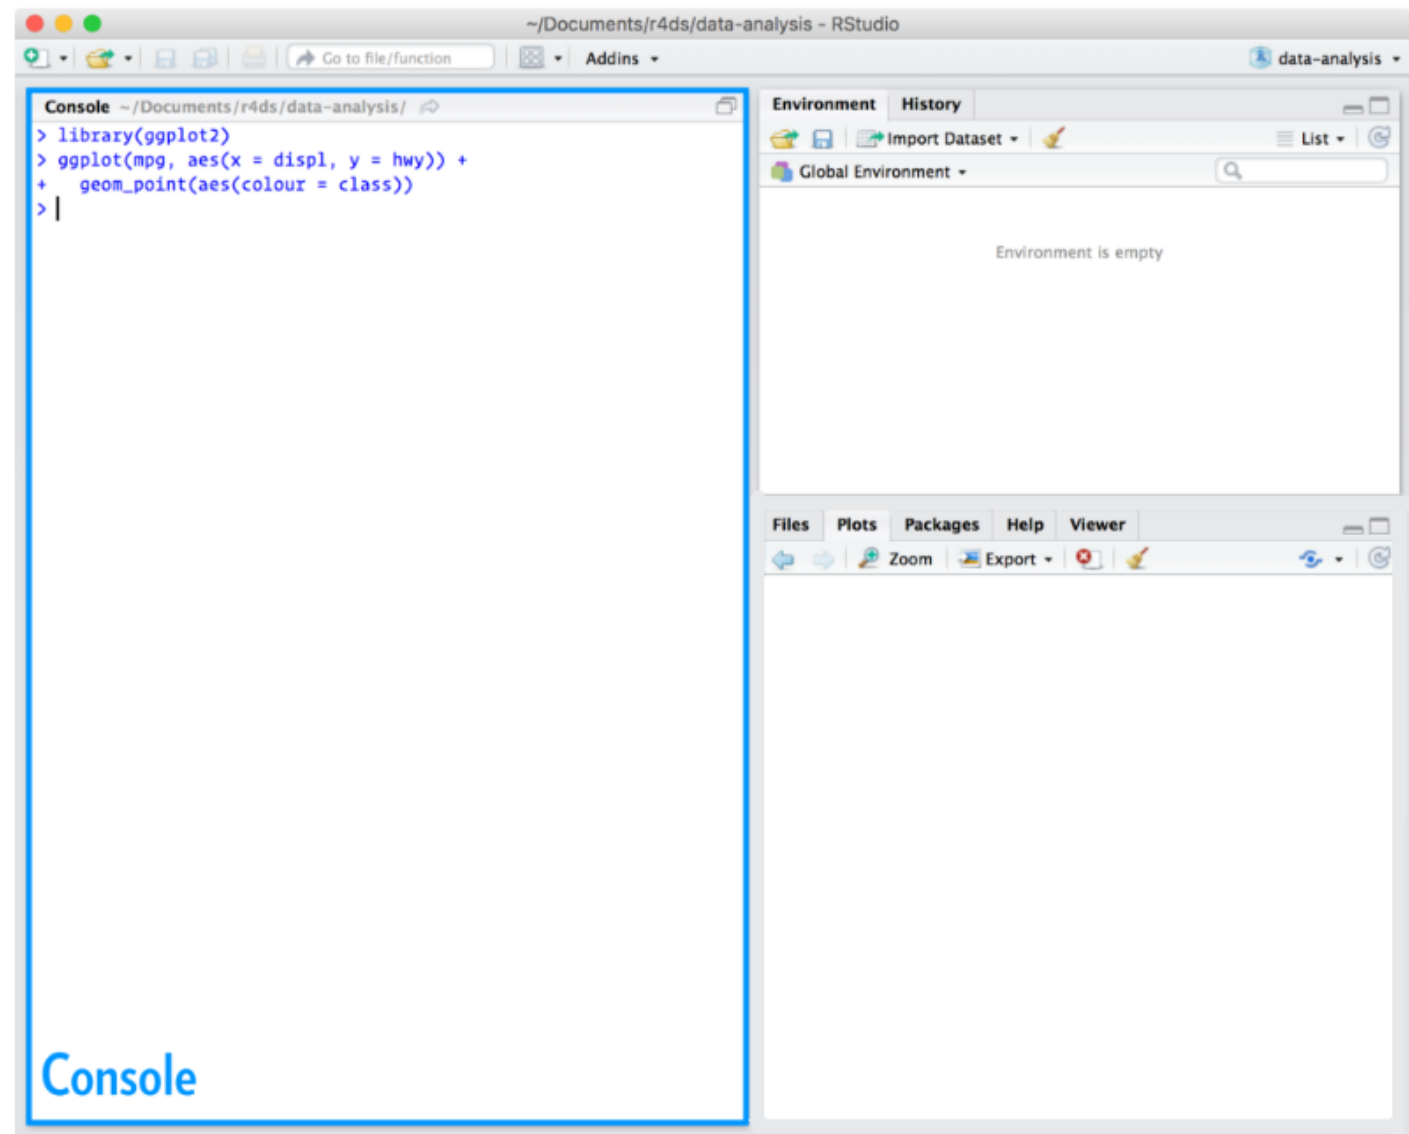 ~/Documents/r4ds/data-analysis - RStudio
Go to file/function
Addins
data-analysis
Console ~/Documents/r4ds/data-analysis/
> library(ggplot2)
> ggplot(mpg, aes(x = displ, y = hwy)) +
+   geom_point(aes(colour = class))
>
Console
Environment History
Import Dataset List
Global Environment
Environment is empty
Files Plots Packages Help Viewer
Zoom Export